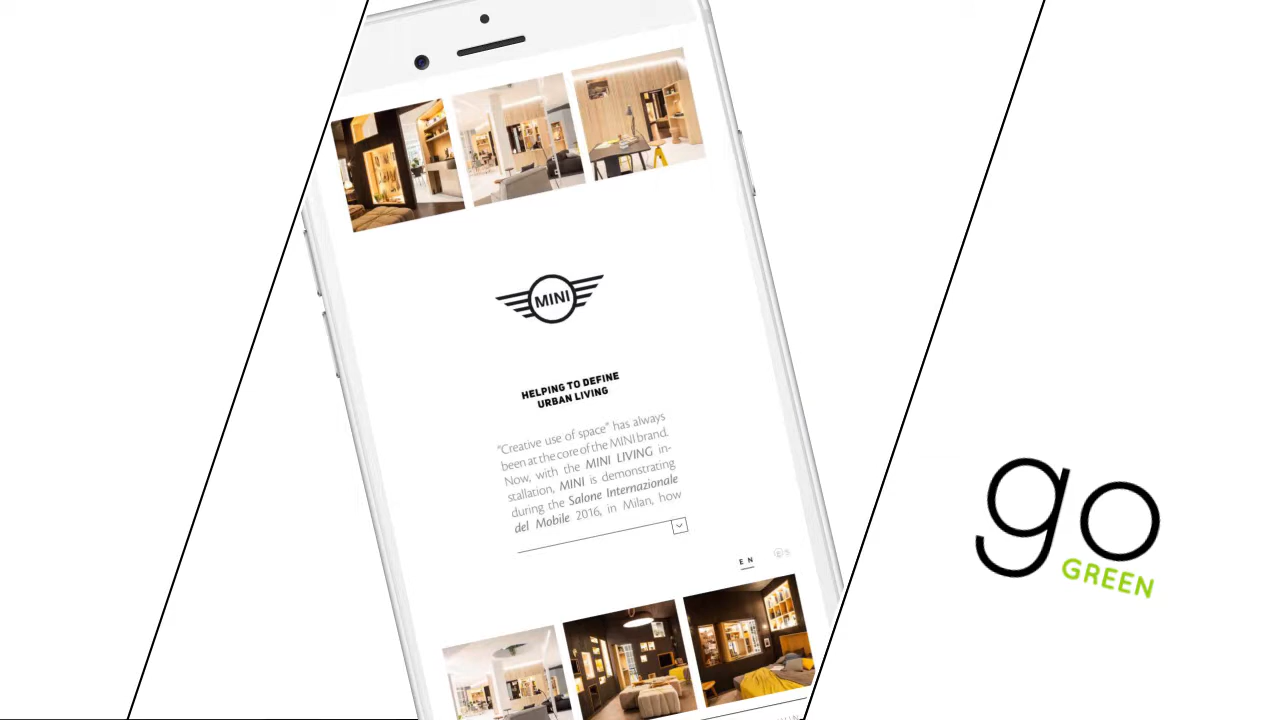 MINI
HELPING TO DEFINE
URBAN LIVING
“Creative use of space” has always
been at the core of the MINI brand.
Now, with the MINI LIVING in-
stallation, MINI is demonstrating
during the Salone Internazionale
del Mobile 2016, in Milan, how
EN
go
GREEN